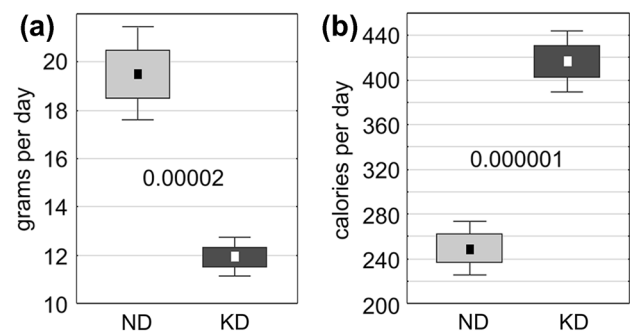 (a)
grams per day
20
18
16
14
12
10
0.00002
ND KD
(b)
calories per day
440
400
360
320
280
240
200
0.000001
ND KD